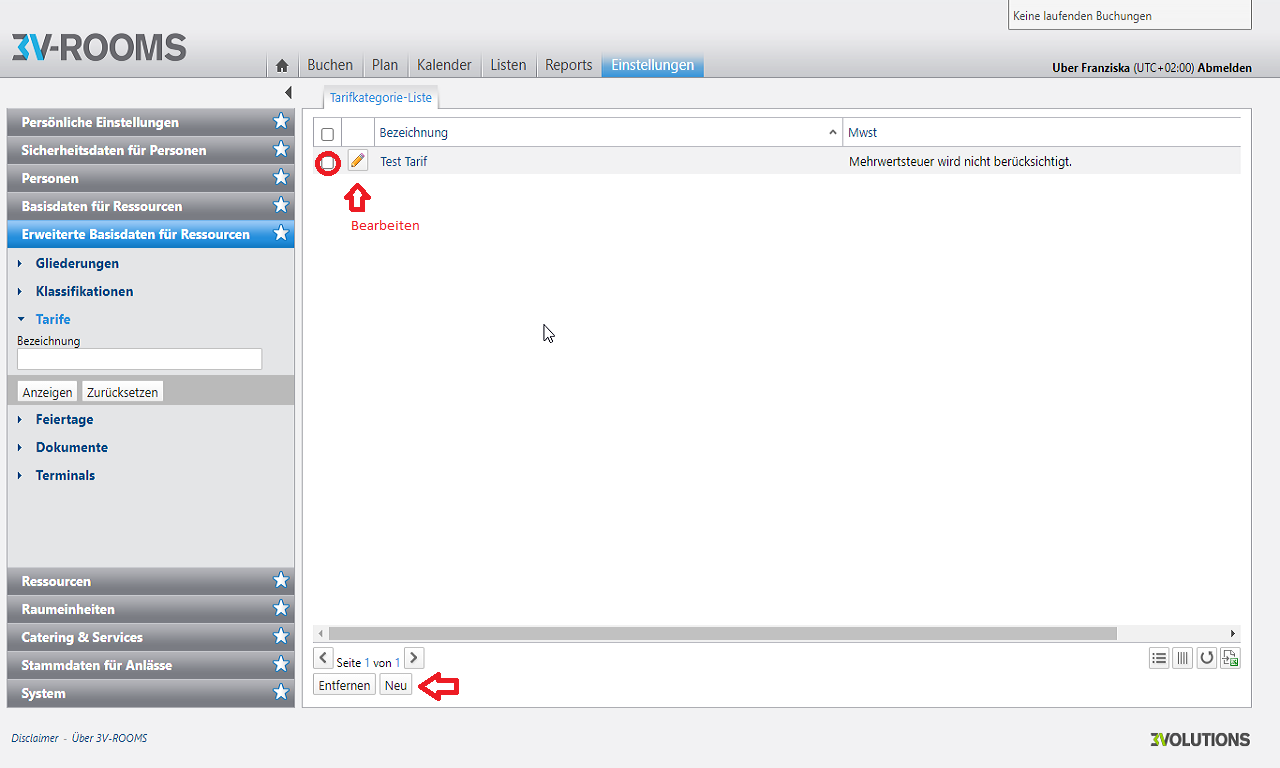 Keine laufenden Buchungen
3V-ROOMS
Buchen Plan Kalender Listen Reports Einstellungen
Uber Franziska (UTC+02:00) Abmelden
Tarifkategorie-Liste
Persönliche Einstellungen
Sicherheitsdaten für Personen
Personen
Basisdaten für Ressourcen
Erweiterte Basisdaten für Ressourcen
Gliederungen
Klassifikationen
Tarife
Bezeichnung
Anzeigen Zurücksetzen
Feiertage
Dokumente
Terminals
Ressourcen
Raumeinheiten
Catering & Services
Stammdaten für Anlässe
System
Bezeichnung Mwst
Test Tarif Mehrwertsteuer wird nicht berücksichtigt.
Bearbeiten
Seite 1 von 1
Entfernen Neu
Disclaimer - Über 3V-ROOMS
3VOLUTIONS